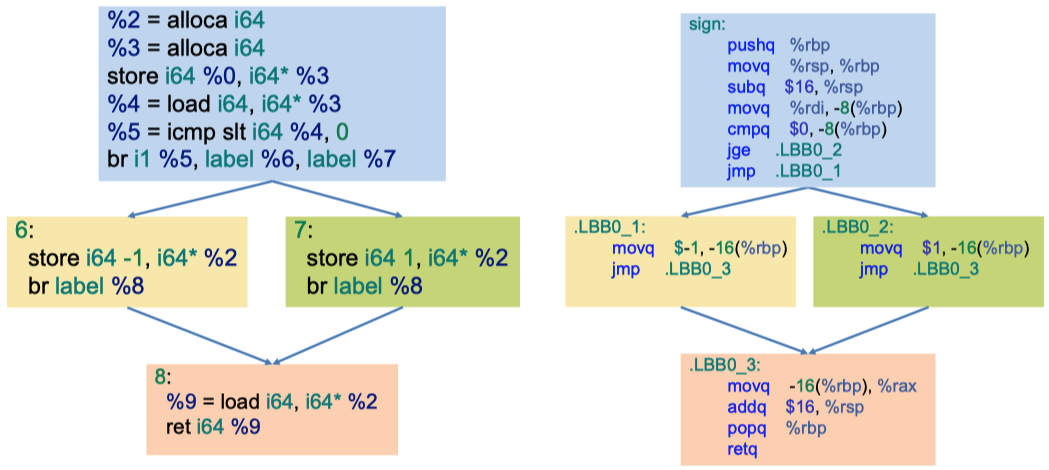 %2 = alloca i64
%3 = alloca i64
store i64 %0, i64* %3
%4 = load i64, i64* %3
%5 = icmp slt i64 %4, 0
br i1 %5, label %6, label %7
6:
store i64 -1, i64* %2
br label %8
7:
store i64 1, i64* %2
br label %8
8:
%9 = load i64, i64* %2
ret i64 %9
sign:
pushq %rbp
movq %rsp, %rbp
subq $16, %rsp
movq %rdi, -8(%rbp)
cmpq $0, -8(%rbp)
jge .LBB0_2
jmp .LBB0_1
.LBB0_1:
movq $-1, -16(%rbp)
jmp .LBB0_3
.LBB0_2:
movq $1, -16(%rbp)
jmp .LBB0_3
.LBB0_3:
movq -16(%rbp), %rax
addq $16, %rsp
popq %rbp
retq